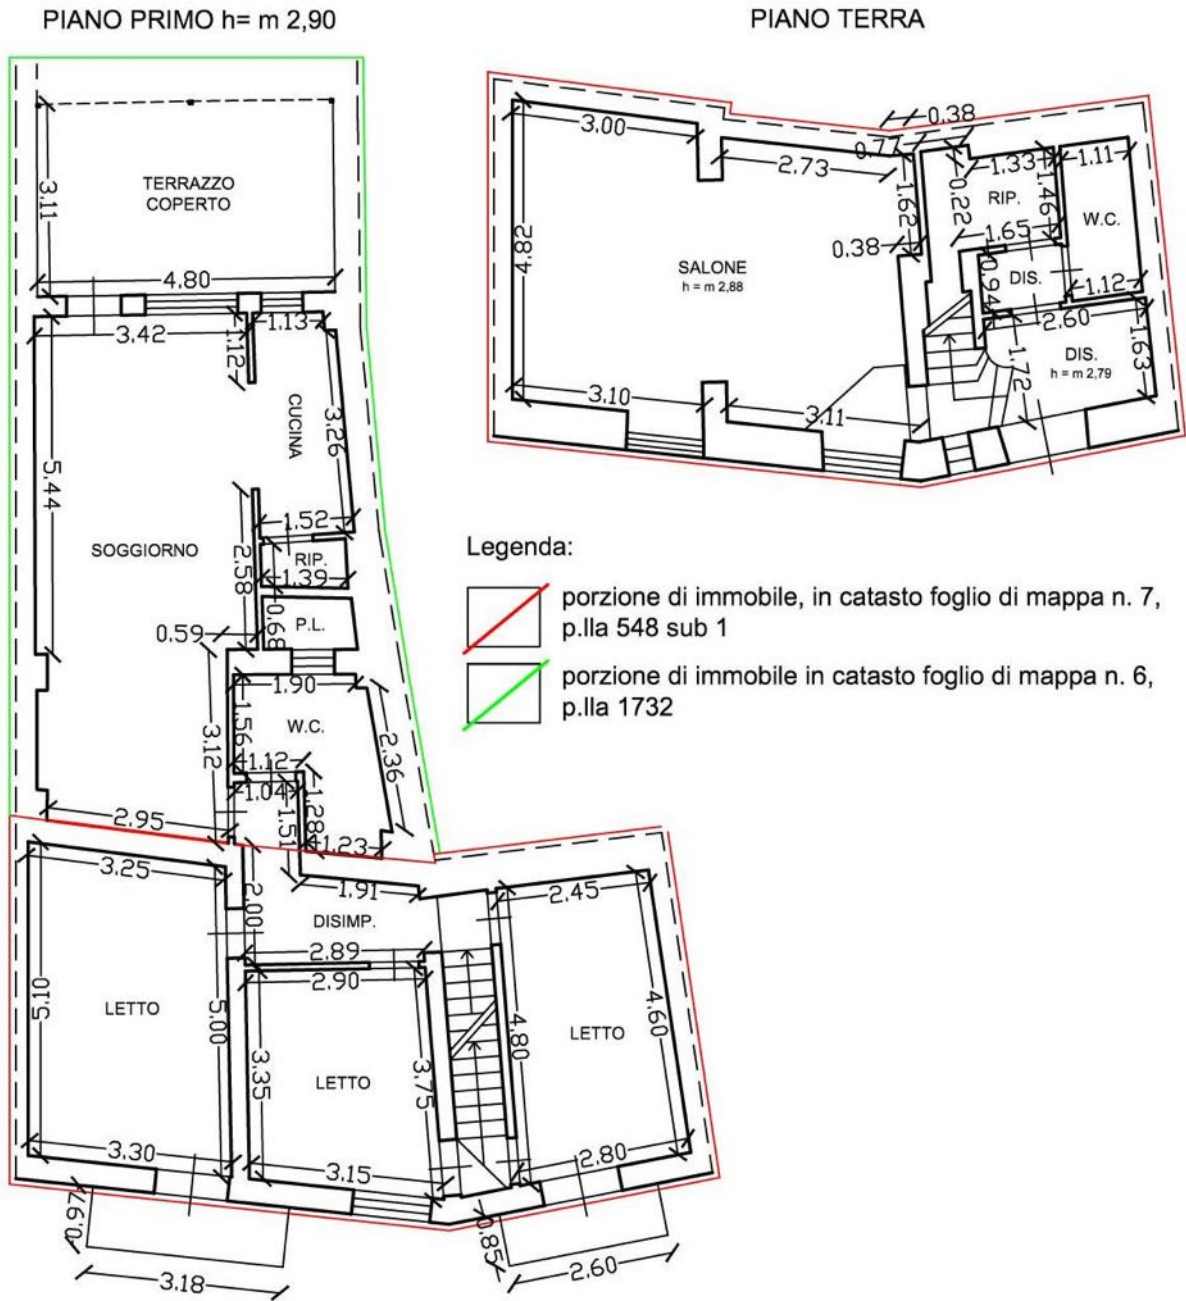 PIANO PRIMO h= m 2,90
PIANO TERRA
3.11
TERRAZZO
COPERTO
4.80
3.42
1.12
1.13
CUCINA
3.26
5.44
SOGGIORNO
2.58
1.52
RIP.
1.39
0.68
P.L.
0.59
3.12
1.90
1.56
W.C.
1.12
1.04
1.51
1.28
2.36
1.23
2.95
3.25
2.00
1.91
DISIMP.
2.89
2.90
5.10
LETTO
5.00
3.35
LETTO
3.75
4.80
2.45
LETTO
4.60
3.30
3.15
2.80
0.97
3.18
0.85
2.60
3.00
2.73
0.77
0.38
1.62
0.22
1.33
1.46
1.11
RIP.
W.C.
1.65
0.38
4.82
SALONE
h = m 2,88
0.94
DIS.
1.12
2.60
1.72
DIS.
h = m 2,79
1.63
3.10
3.11
Legenda:
porzione di immobile, in catasto foglio di mappa n. 7,
p.lla 548 sub 1
porzione di immobile in catasto foglio di mappa n. 6,
p.lla 1732